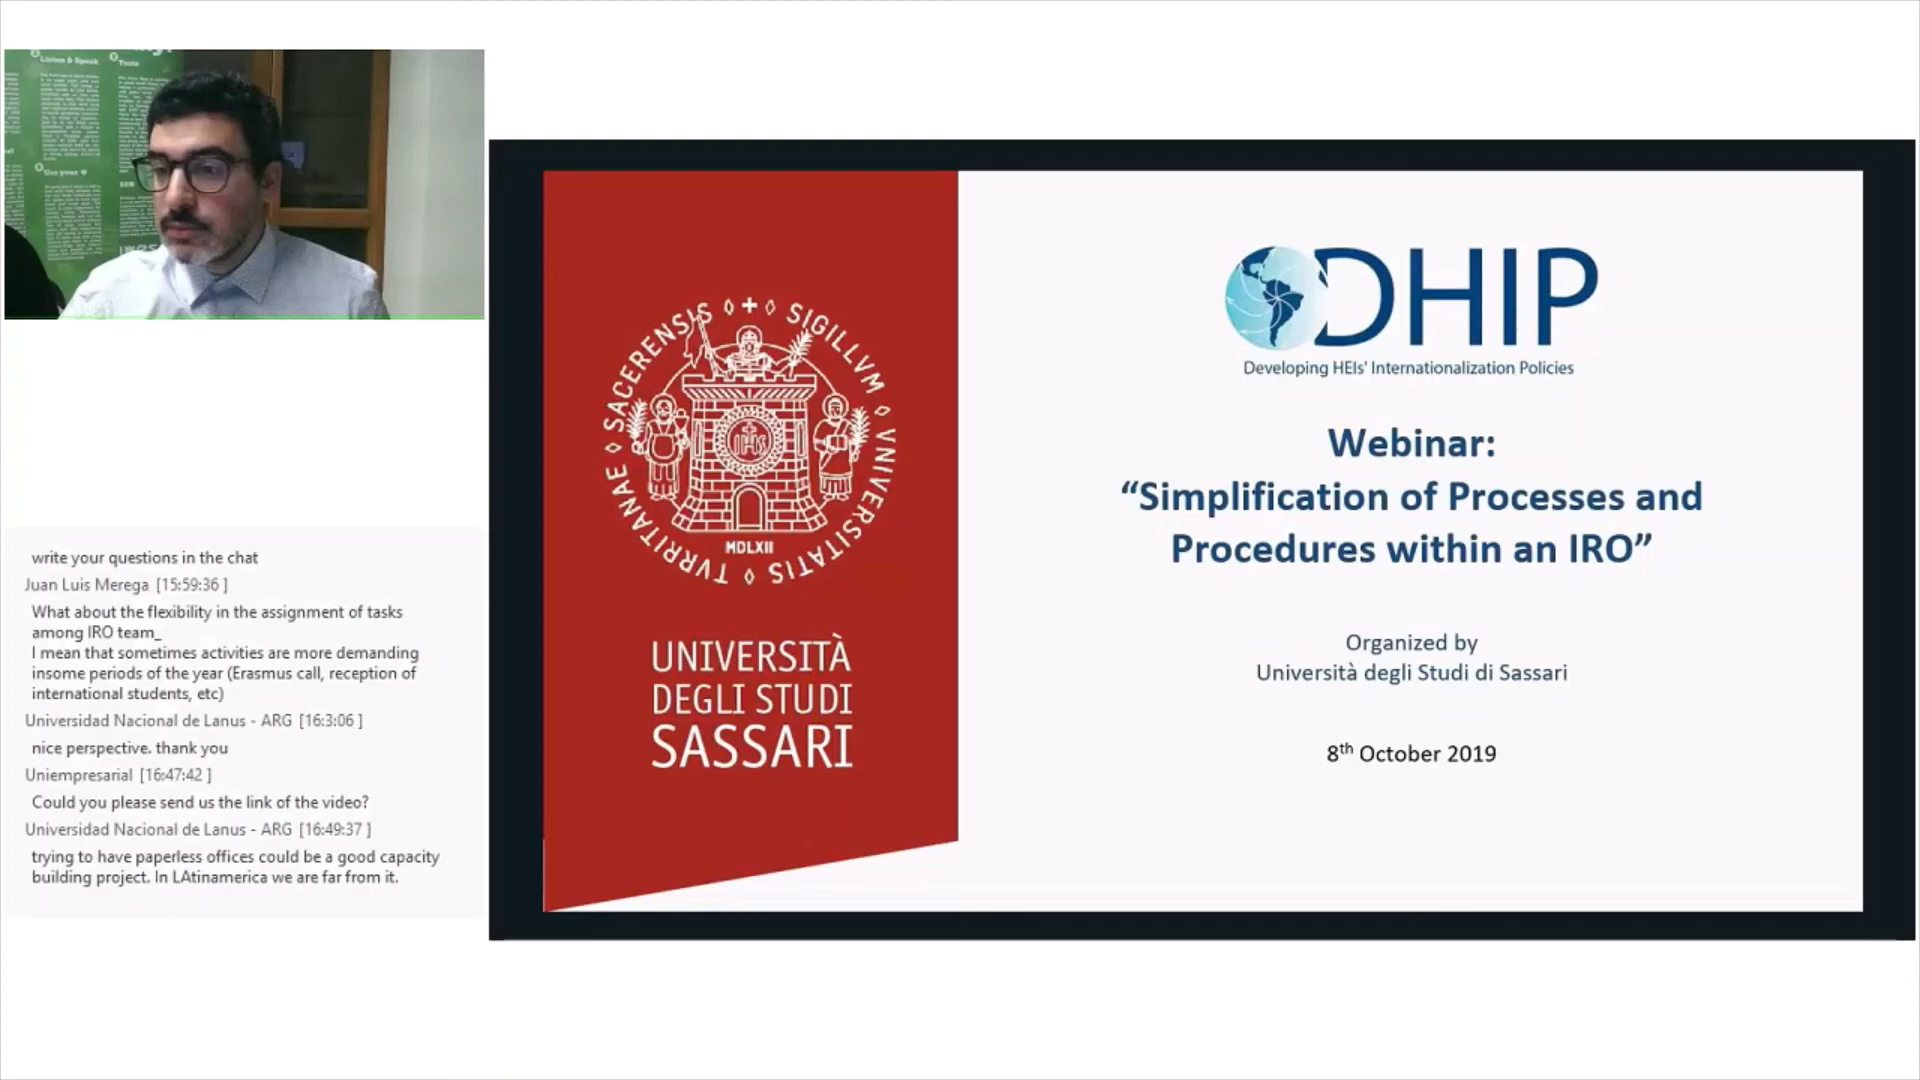 Listen & Speak
Tests
Use your
write your questions in the chat
Juan Luis Merega [15:59:36 ]
What about the flexibility in the assignment of tasks
among IRO team_
I mean that sometimes activities are more demanding
insome periods of the year (Erasmus call, reception of
international students, etc)
Universidad Nacional de Lanus - ARG [16:3:06 ]
nice perspective. thank you
Uniempresarial [16:47:42 ]
Could you please send us the link of the video?
Universidad Nacional de Lanus - ARG [16:49:37 ]
trying to have paperless offices could be a good capacity
building project. In LAtinamerica we are far from it.
SIGILLVM ◊ VNIVERSITATIS ◊ TVRRITANAE ◊ SACERENSIS ◊ + ◊
IHS
MDLXII
UNIVERSITÀ
DEGLI STUDI
SASSARI
DHIP
Developing HEIs' Internationalization Policies
Webinar:
“Simplification of Processes and
Procedures within an IRO”
Organized by
Università degli Studi di Sassari
8th October 2019